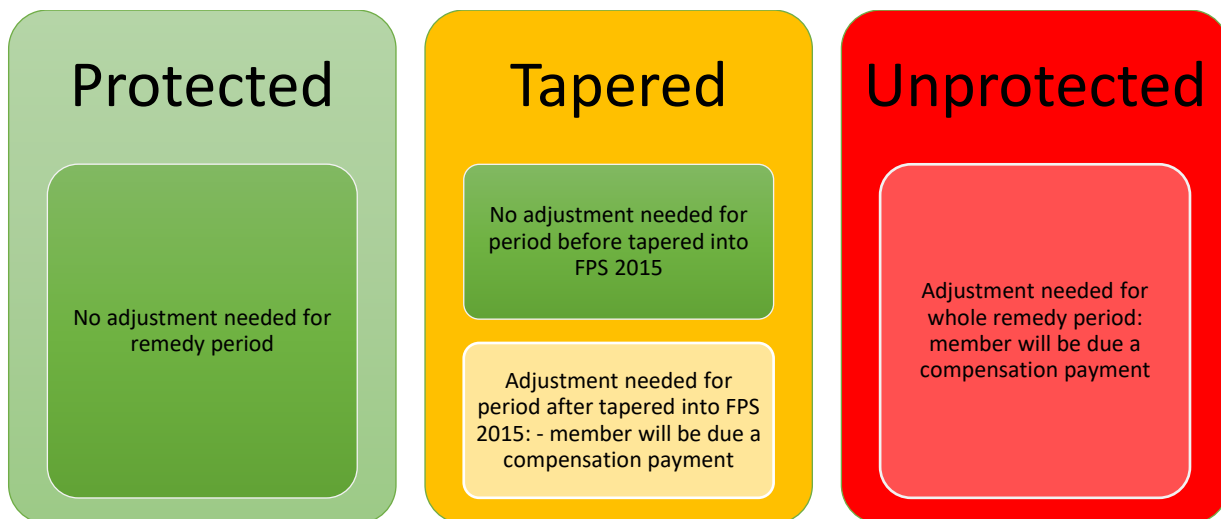 Protected
No adjustment needed for
remedy period
Tapered
No adjustment needed for
period before tapered into
FPS 2015
Adjustment needed for
period after tapered into FPS
2015: - member will be due a
compensation payment
Unprotected
Adjustment needed for
whole remedy period:
member will be due a
compensation payment